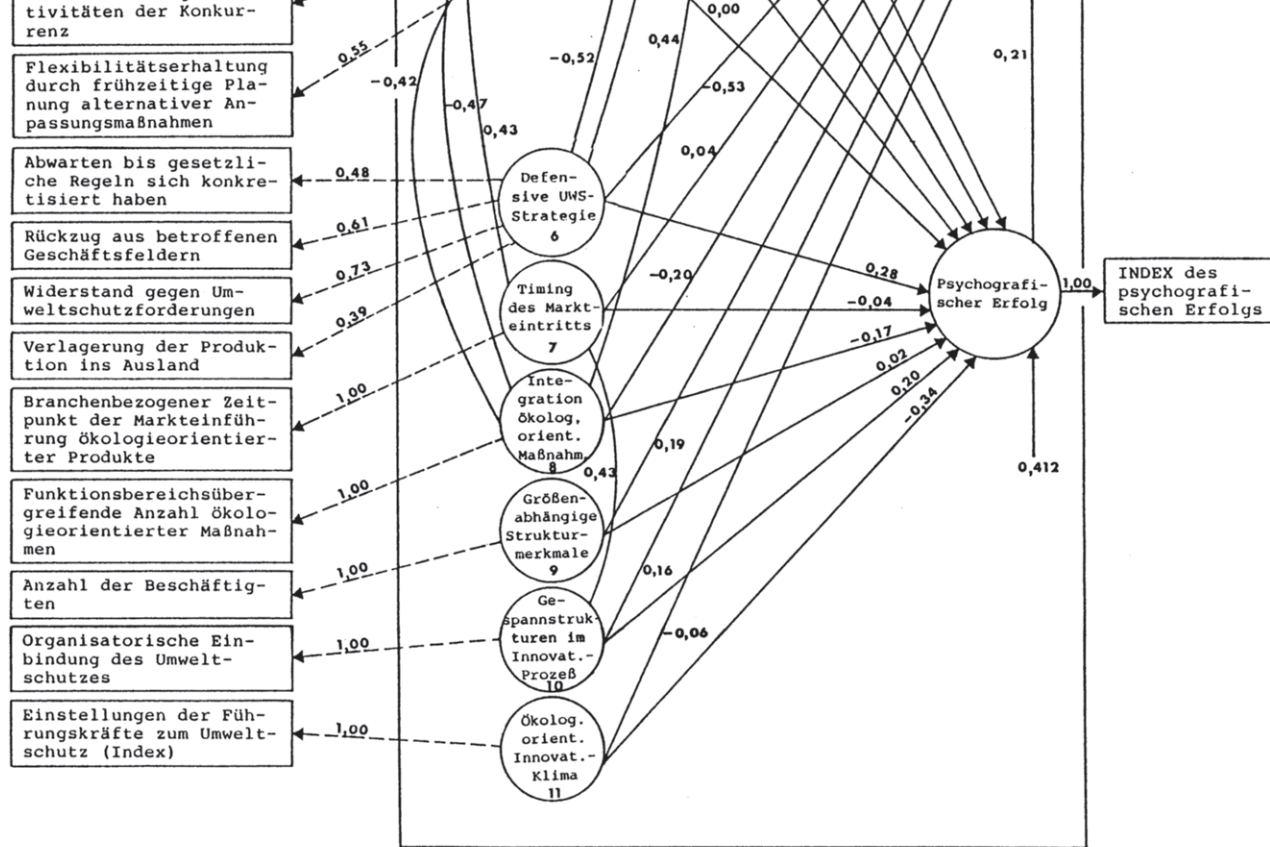 tivitäten der Konkur-
renz
Flexibilitätserhaltung
durch frühzeitige Pla-
nung alternativer An-
passungsmaßnahmen
Abwarten bis gesetzli-
che Regeln sich konkre-
tisiert haben
Rückzug aus betroffenen
Geschäftsfeldern
Widerstand gegen Um-
weltschutzforderungen
Verlagerung der Produk-
tion ins Ausland
Branchenbezogener Zeit-
punkt der Markteinfüh-
rung ökologieorientier-
ter Produkte
Funktionsbereichsüber-
greifende Anzahl ökolo-
gieorientierter Maßnah-
men
Anzahl der Beschäftig-
ten
Organisatorische Ein-
bindung des Umwelt-
schutzes
Einstellungen der Füh-
rungskräfte zum Umwelt-
schutz (Index)
0,55
0,48
0,61
0,73
0,39
1,00
1,00
1,00
1,00
1,00
-0,42
-0,47
0,43
Defen-
sive UWS-
Strategie
6
Timing
des Markt-
eintritts
7
Inte-
gration
ökolog,
orient.
Maßnahm.
8
0,43
Größen-
abhängige
Struktur-
merkmale
9
Ge-
spannstruk-
turen im
Innovat.-
Prozeß
10
Ökolog.
orient.
Innovat.-
Klima
11
-0,52
0,44
0,00
-0,53
0,04
-0,20
0,19
0,16
-0,06
0,28
-0,04
-0,17
0,02
0,20
-0,34
0,21
Psychografi-
scher Erfolg
0,412
1,00
INDEX des
psychografi-
schen Erfolgs